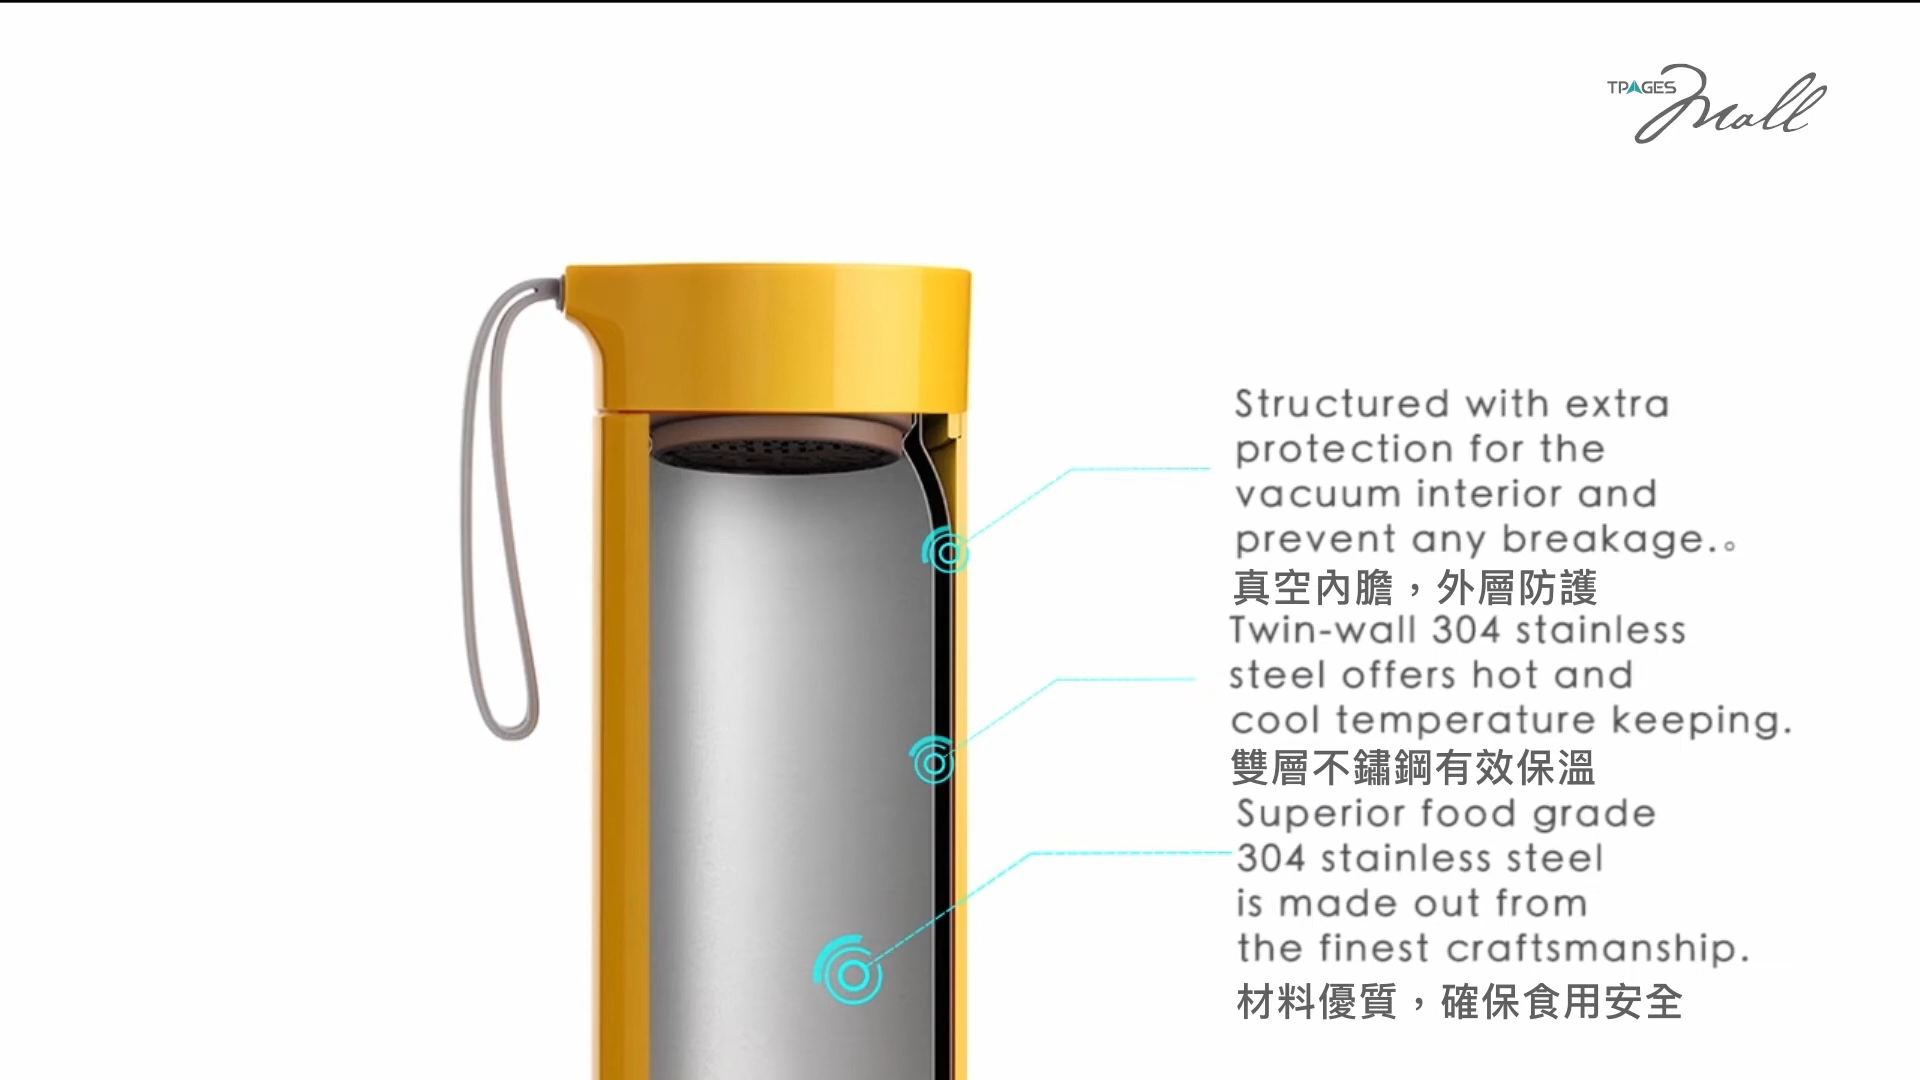 TPAGES
Mall
Structured with extra
protection for the
vacuum interior and
prevent any breakage.。
真空內膽，外層防護
Twin-wall 304 stainless
steel offers hot and
cool temperature keeping.
雙層不鏽鋼有效保溫
Superior food grade
304 stainless steel
is made out from
the finest craftsmanship.
材料優質，確保食用安全